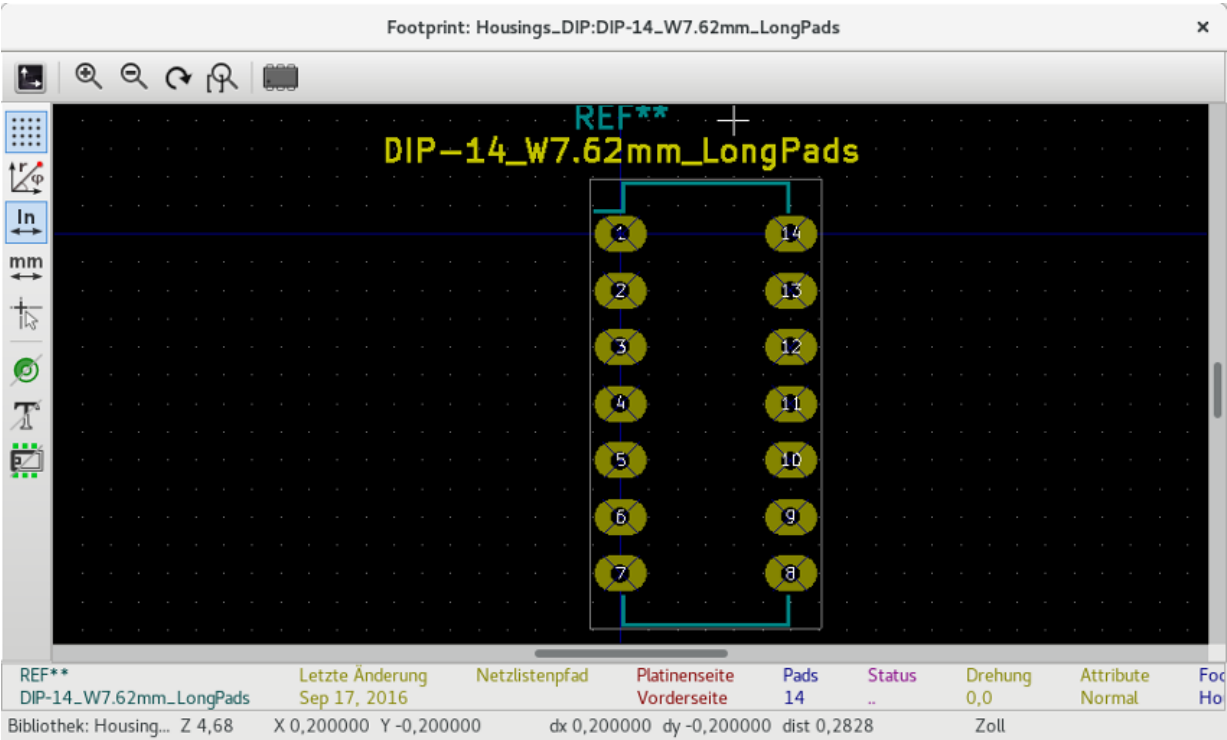 Footprint: Housings_DIP:DIP-14_W7.62mm_LongPads
×
r
φ
In
mm
REF**
DIP-14_W7.62mm_LongPads
1 14
2 13
3 12
4 11
5 10
6 9
7 8
REF** Letzte Änderung Netzlistenpfad Platinenseite Pads Status Drehung Attribute Foo
DIP-14_W7.62mm_LongPads Sep 17, 2016 Vorderseite 14 .. 0,0 Normal Ho
Bibliothek: Housing... Z 4,68 X 0,200000 Y -0,200000 dx 0,200000 dy -0,200000 dist 0,2828 Zoll